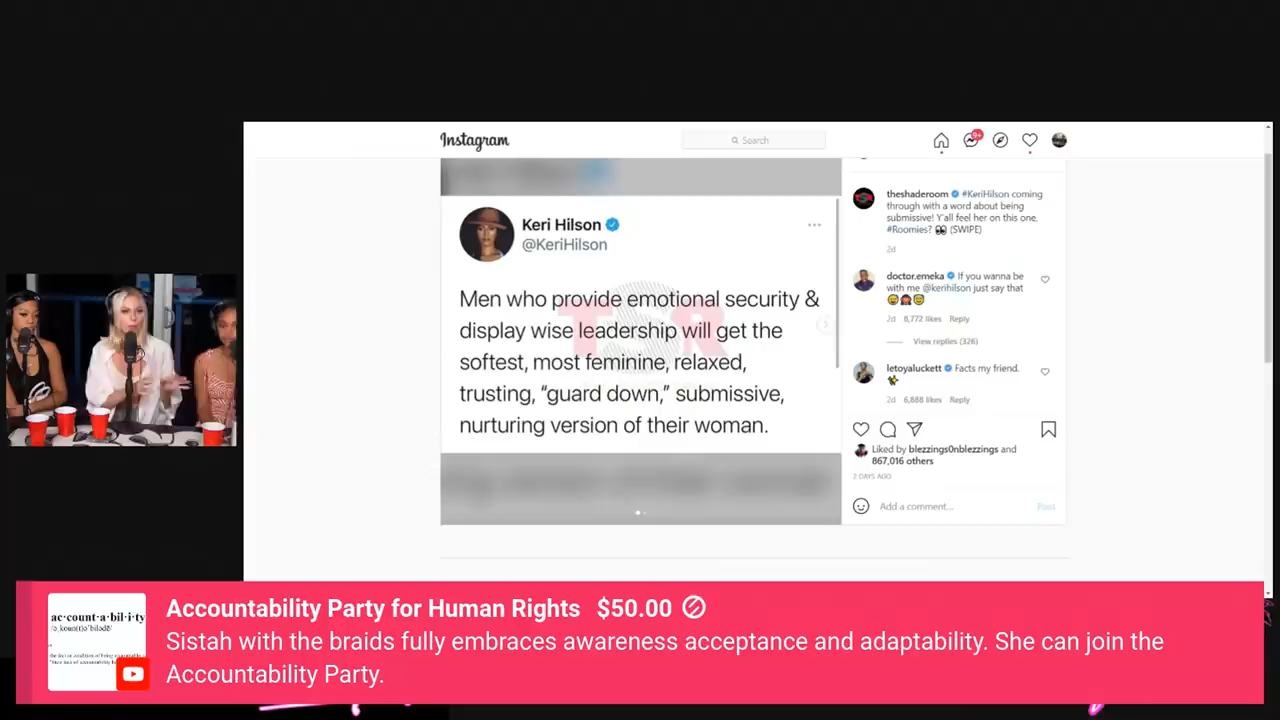 Instagram
Search
9+
Keri Hilson
@KeriHilson
Men who provide emotional security &
display wise leadership will get the
softest, most feminine, relaxed,
trusting, “guard down,” submissive,
nurturing version of their woman.
TSR
theshaderoom #KeriHilson coming
through with a word about being
submissive! Y'all feel her on this one,
#Roomies? 👀 (SWIPE)
2d
doctor.emeka If you wanna be
with me @kerihilson just say that
2d 8,772 likes Reply
View replies (326)
letoyaluckett Facts my friend.
2d 6,888 likes Reply
Liked by blezzings0nblezzings and
867,016 others
2 DAYS AGO
Add a comment...
Post
ac·count·a·bil·i·ty
Accountability Party for Human Rights $50.00
Sistah with the braids fully embraces awareness acceptance and adaptability. She can join the
Accountability Party.